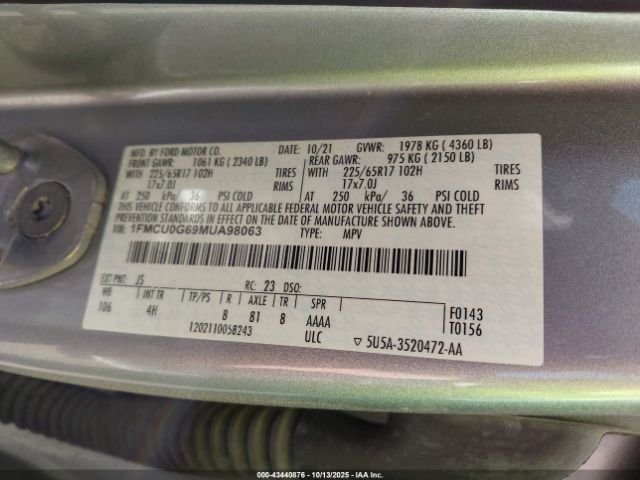 MFD. BY FORD MOTOR CO. DATE: 10/21 GVWR: 1978 KG ( 4360 LB)
FRONT GAWR: 1061 KG ( 2340 LB) REAR GAWR: 975 KG ( 2150 LB)
WITH 225/65R17 102H TIRES WITH 225/65R17 102H TIRES
17x7.0J RIMS 17x7.0J RIMS
AT 250 kPa/ 36 PSI COLD AT 250 kPa/ 36 PSI COLD
THIS VEHICLE CONFORMS TO ALL APPLICABLE FEDERAL MOTOR VEHICLE SAFETY AND THEFT
PREVENTION STANDARDS IN EFFECT ON THE DATE OF MANUFACTURE SHOWN ABOVE.
VIN: 1FMCU0G69MUA98063 TYPE: MPV
EXT PNT: JS RC: 23 DSO:
WB INT TR TP/PS R AXLE TR SPR
106 4H 8 81 8 AAAA
F0143
T0156
1202110058243 ULC ▽ 5U5A-3520472-AA
000-43440876 - 10/13/2025 - IAA Inc.